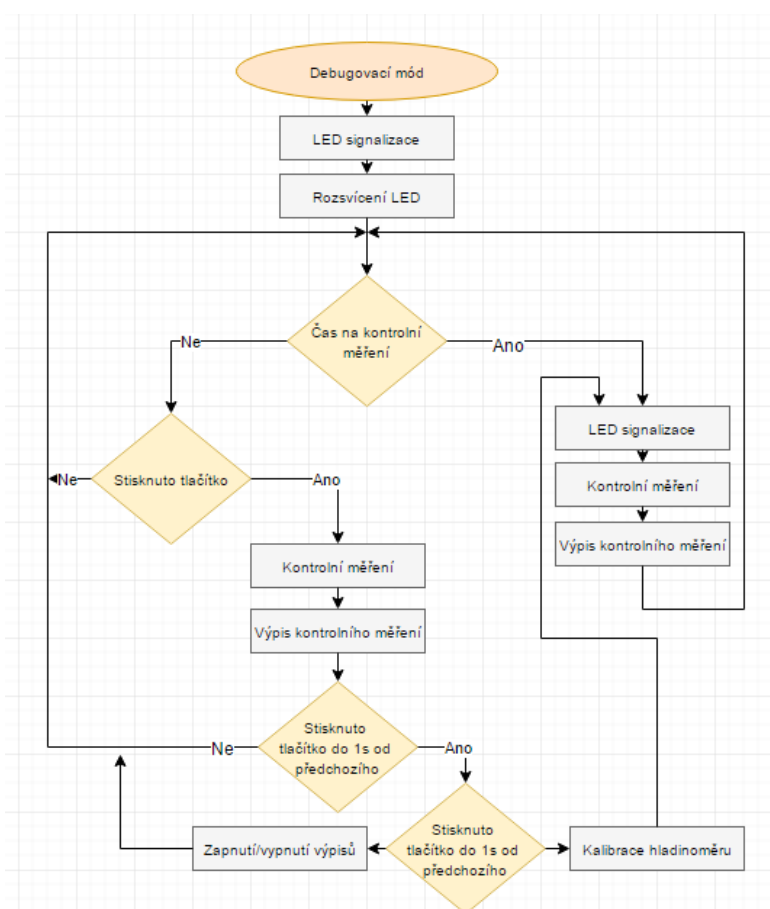 Debugovací mód
LED signalizace
Rozsvícení LED
Čas na kontrolní
měření
Ne
Ano
LED signalizace
Kontrolní měření
Výpis kontrolního měření
Stisknuto tlačítko
Ne
Ano
Kontrolní měření
Výpis kontrolního měření
Stisknuto
tlačítko do 1s od
předchozího
Ne
Ano
Stisknuto
tlačítko do 1s od
předchozího
Zapnutí/vypnutí výpisů
Kalibrace hladinoměru